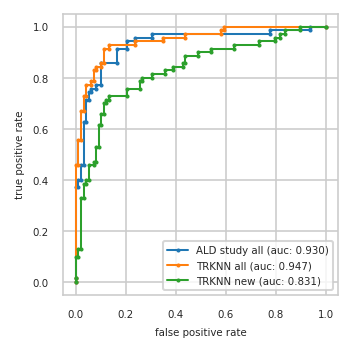 1.0
0.8
0.6
0.4
0.2
0.0
true positive rate
ALD study all (auc: 0.930)
TRKNN all (auc: 0.947)
TRKNN new (auc: 0.831)
0.0 0.2 0.4 0.6 0.8 1.0
false positive rate